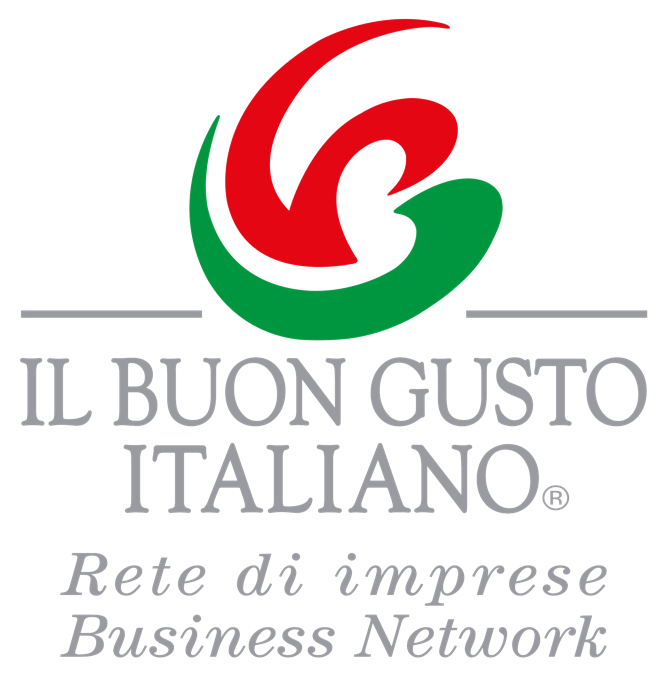 IL BUON GUSTO
ITALIANO®
Rete di imprese
Business Network